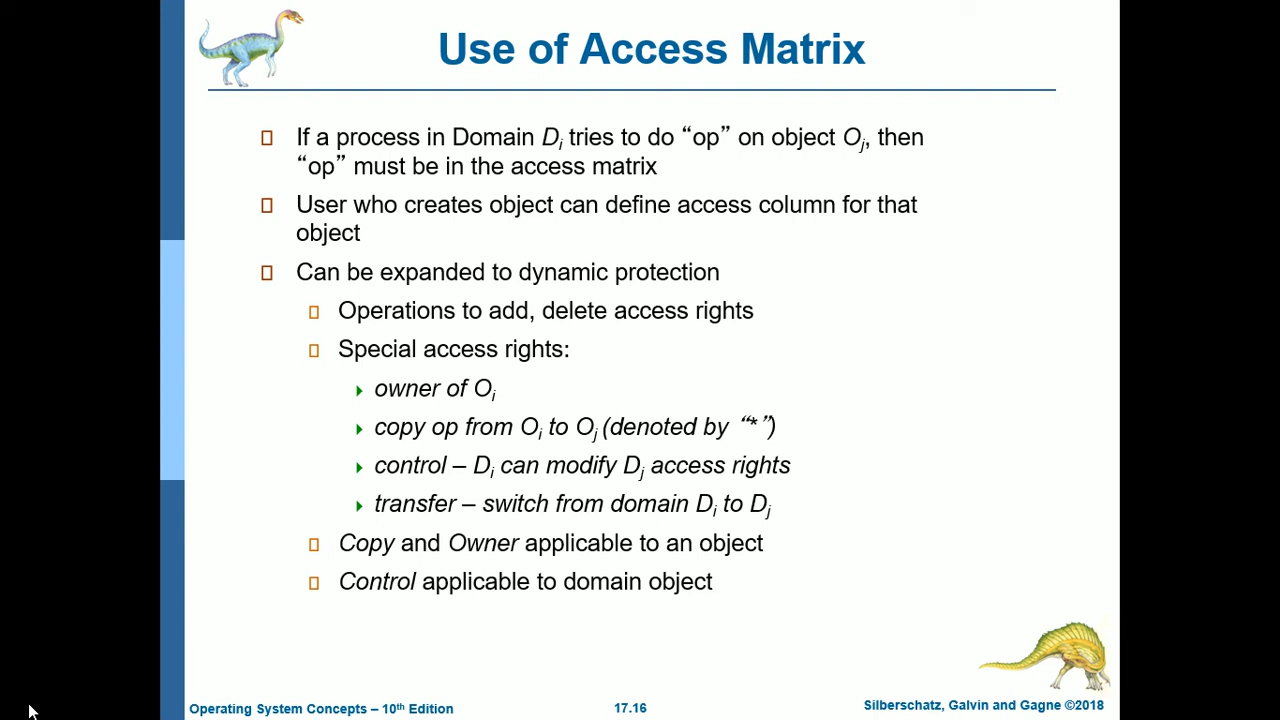 Use of Access Matrix
If a process in Domain Di tries to do “op” on object Oj, then
“op” must be in the access matrix
User who creates object can define access column for that
object
Can be expanded to dynamic protection
Operations to add, delete access rights
Special access rights:
owner of Oi
copy op from Oi to Oj (denoted by “*”)
control – Di can modify Dj access rights
transfer – switch from domain Di to Dj
Copy and Owner applicable to an object
Control applicable to domain object
Operating System Concepts – 10th Edition
17.16
Silberschatz, Galvin and Gagne ©2018